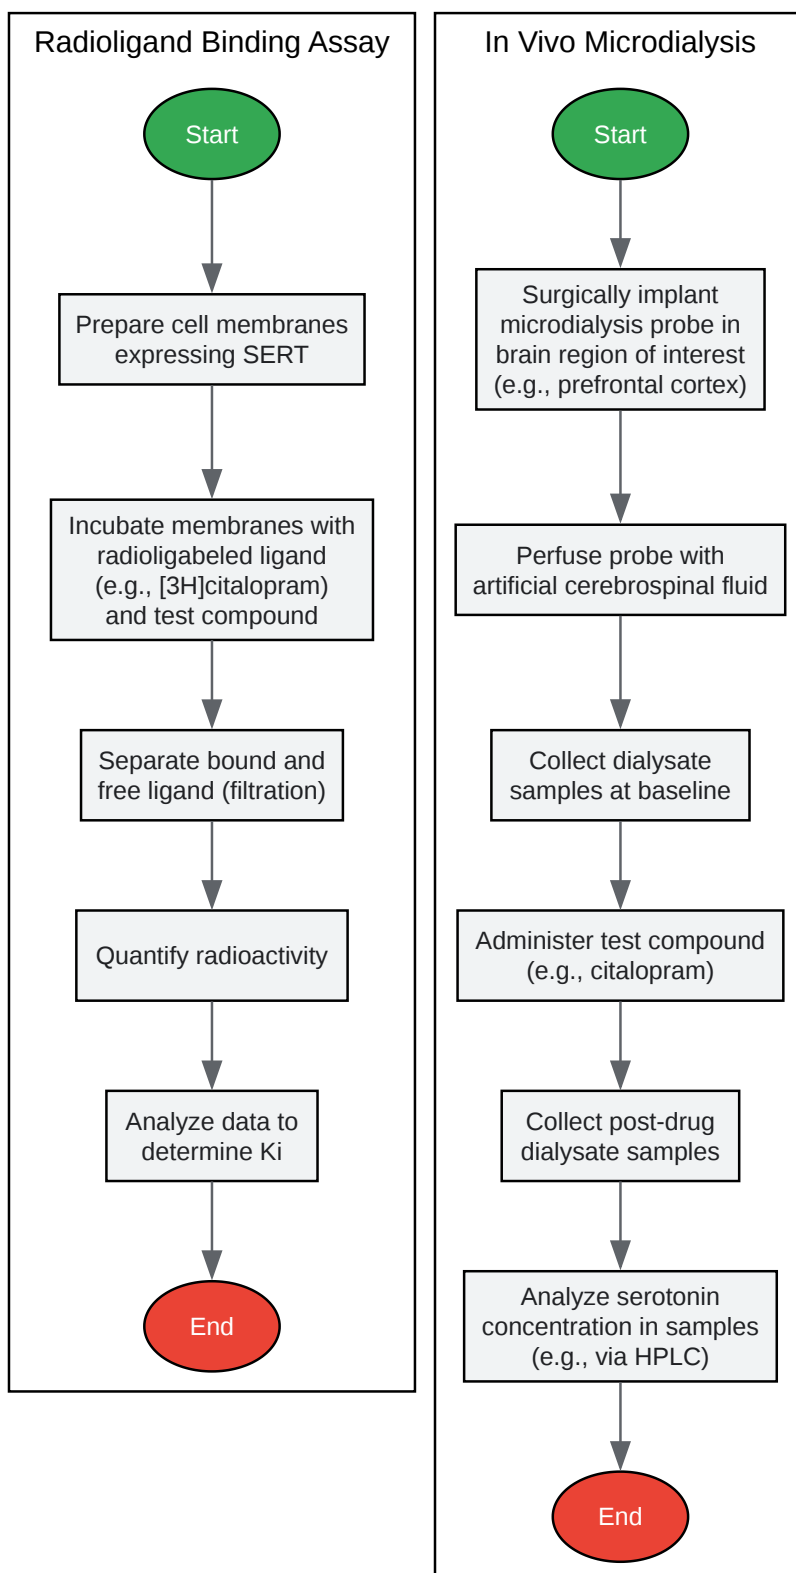 Radioligand Binding Assay
Start
Prepare cell membranes
expressing SERT
Incubate membranes with
radioligabeled ligand
(e.g., [3H]citalopram)
and test compound
Separate bound and
free ligand (filtration)
Quantify radioactivity
Analyze data to
determine Ki
End
In Vivo Microdialysis
Start
Surgically implant
microdialysis probe in
brain region of interest
(e.g., prefrontal cortex)
Perfuse probe with
artificial cerebrospinal fluid
Collect dialysate
samples at baseline
Administer test compound
(e.g., citalopram)
Collect post-drug
dialysate samples
Analyze serotonin
concentration in samples
(e.g., via HPLC)
End